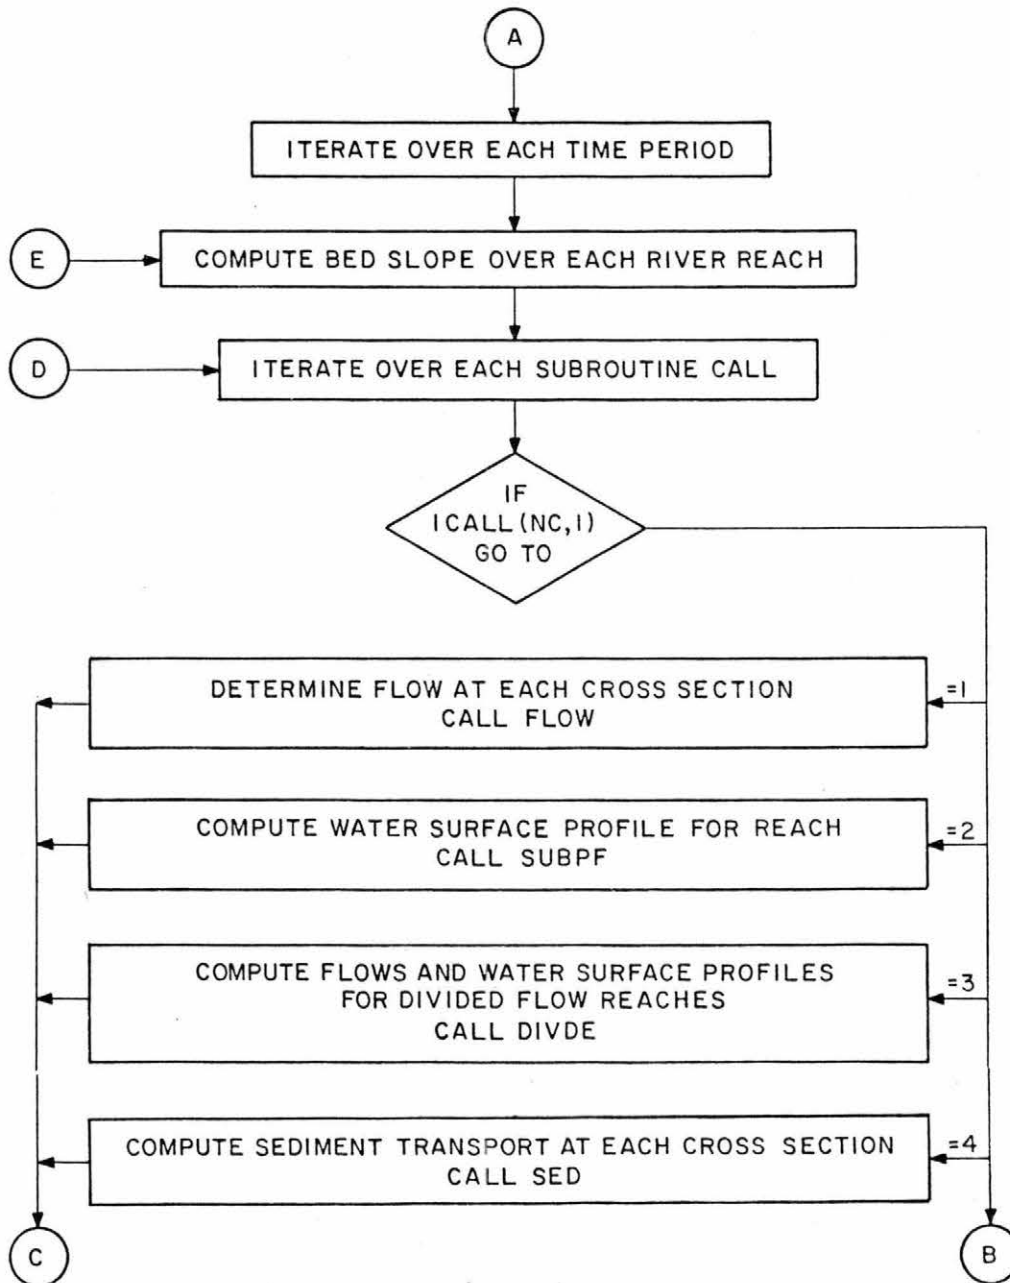 A
ITERATE OVER EACH TIME PERIOD
E
COMPUTE BED SLOPE OVER EACH RIVER REACH
D
ITERATE OVER EACH SUBROUTINE CALL
IF
ICALL(NC,I)
GO TO
DETERMINE FLOW AT EACH CROSS SECTION
CALL FLOW
=1
COMPUTE WATER SURFACE PROFILE FOR REACH
CALL SUBPF
=2
COMPUTE FLOWS AND WATER SURFACE PROFILES
FOR DIVIDED FLOW REACHES
CALL DIVDE
=3
COMPUTE SEDIMENT TRANSPORT AT EACH CROSS SECTION
CALL SED
=4
C
B